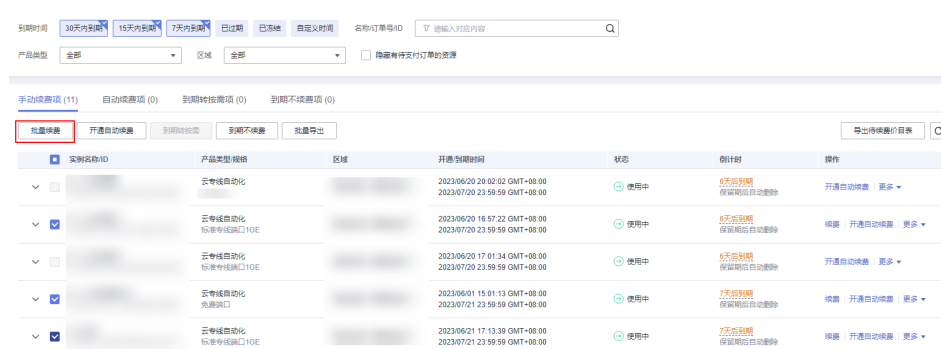 到期时间 30天内到期 15天内到期 7天内到期 已过期 已冻结 自定义时间 名称/订单号/ID 请输入对应内容
产品类型 全部 区域 全部 隐藏有待支付订单的资源
手动续费项 (11) 自动续费项 (0) 到期转按需项 (0) 到期不续费项 (0)
批量续费 开通自动续费 到期转按需 到期不续费 批量导出 导出待续费价目表
实例名称/ID 产品类型/规格 区域 开通/到期时间 状态 倒计时 操作
云专线自动化 2023/06/20 20:02:02 GMT+08:00 使用中 6天后到期 开通自动续费 更多
2023/07/20 23:59:59 GMT+08:00 保留期后自动删除
云专线自动化 2023/06/20 16:57:22 GMT+08:00 使用中 6天后到期 续费 开通自动续费 更多
标准专线端口1GE 2023/07/20 23:59:59 GMT+08:00 保留期后自动删除
云专线自动化 2023/06/20 17:01:34 GMT+08:00 使用中 6天后到期 开通自动续费 更多
标准专线端口1GE 2023/07/20 23:59:59 GMT+08:00 保留期后自动删除
云专线自动化 2023/06/01 15:01:13 GMT+08:00 使用中 7天后到期 续费 开通自动续费 更多
免费端口 2023/07/21 23:59:59 GMT+08:00 保留期后自动删除
云专线自动化 2023/06/21 17:13:39 GMT+08:00 使用中 7天后到期 续费 开通自动续费 更多
标准专线端口1GE 2023/07/21 23:59:59 GMT+08:00 保留期后自动删除